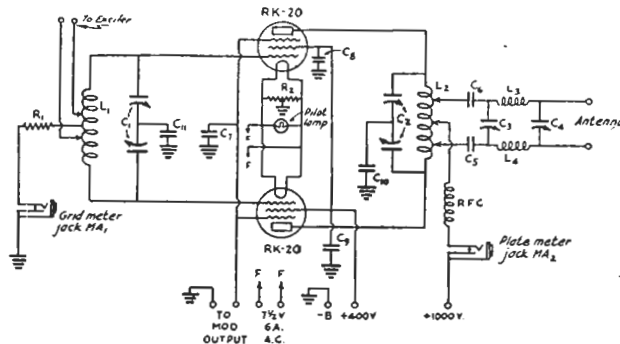 To Exciter
RK-20
C8
R1
L1
C1
C11
C7
R2
Pilot lamp
F
F
C2
L2
C6
L3
C3
C4
Antenna
C5
L4
C10
RFC
Grid meter jack MA1
RK-20
C9
Plate meter jack MA2
F F
TO MOD OUTPUT
7½ V 6A. A.C.
-B
+400V
+1000V.